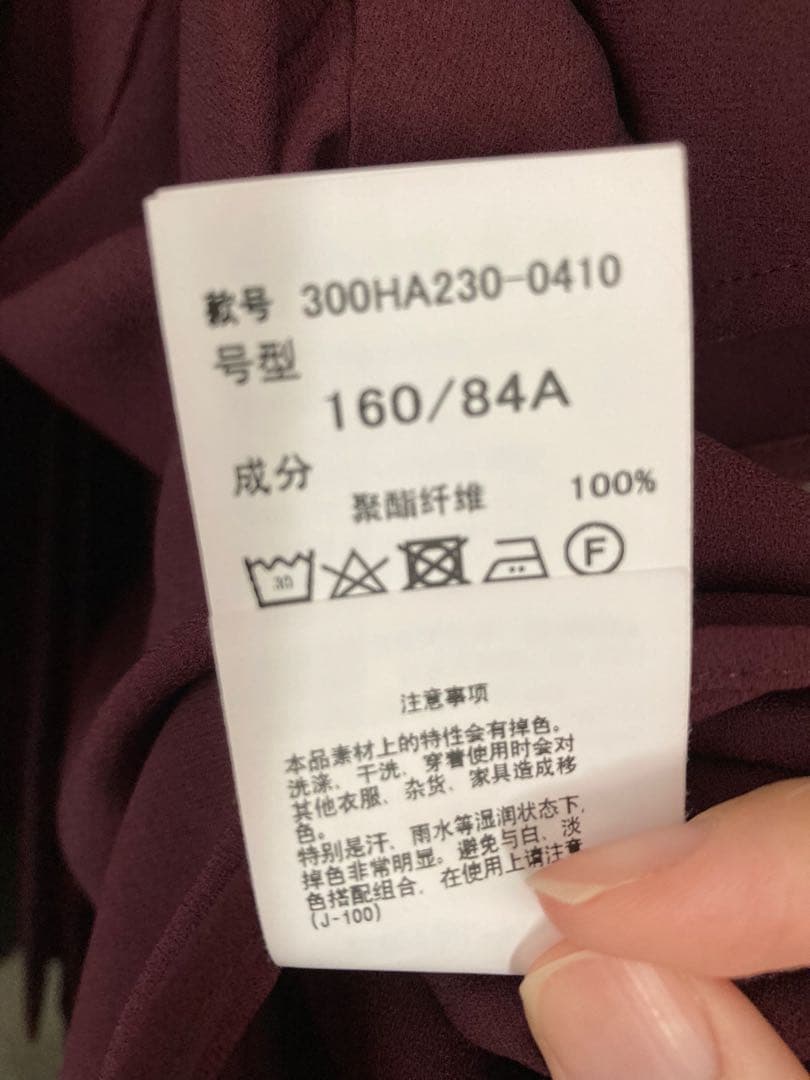 款号 300HA230-0410
号型
160/84A
成分
聚酯纤维 100%
30
F
注意事项
本品素材上的特性会有掉色。
洗涤、干洗、穿着使用时会对
其他衣服、杂货、家具造成移
色。
特别是汗、雨水等湿润状态下,
掉色非常明显。避免与白、淡
色搭配组合, 在使用上请注意
(J-100)